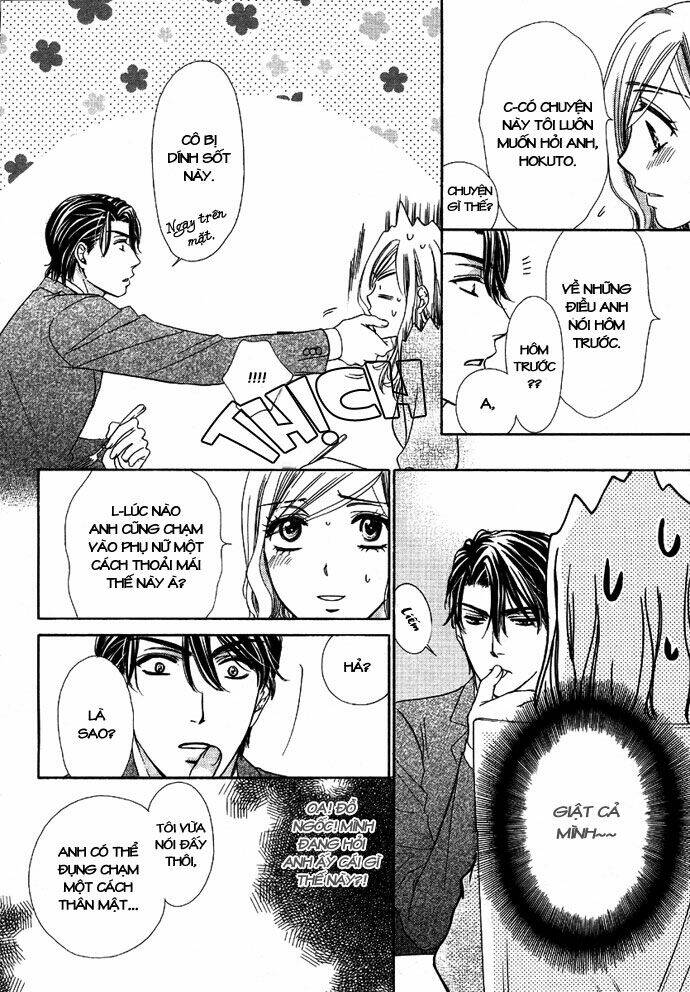 C-CÓ CHUYỆN
NÀY TÔI LUÔN
MUỐN HỎI ANH,
HOKUTO.
CHUYỆN
GÌ THẾ?
VỀ NHỮNG
ĐIỀU ANH
NÓI HÔM
TRƯỚC.
HÔM
TRƯỚC
??
A,
CÔ BỊ
DÍNH SỐT
NÀY.
Ngay trên
mặt.
!!!!
THỊCH
Liếm
GIẬT CẢ
MÌNH~~
L-LÚC NÀO
ANH CŨNG CHẠM
VÀO PHỤ NỮ MỘT
CÁCH THOẢI MÁI
THẾ NÀY À?
HẢ?
LÀ
SAO?
OA! ĐỒ
NGỐC! MÌNH
ĐANG HỎI
ANH ẤY CÁI GÌ
THẾ NÀY?!
TÔI VỪA
NÓI ĐẤY
THÔI,
ANH CÓ THỂ
ĐỤNG CHẠM
MỘT CÁCH
THÂN MẬT...